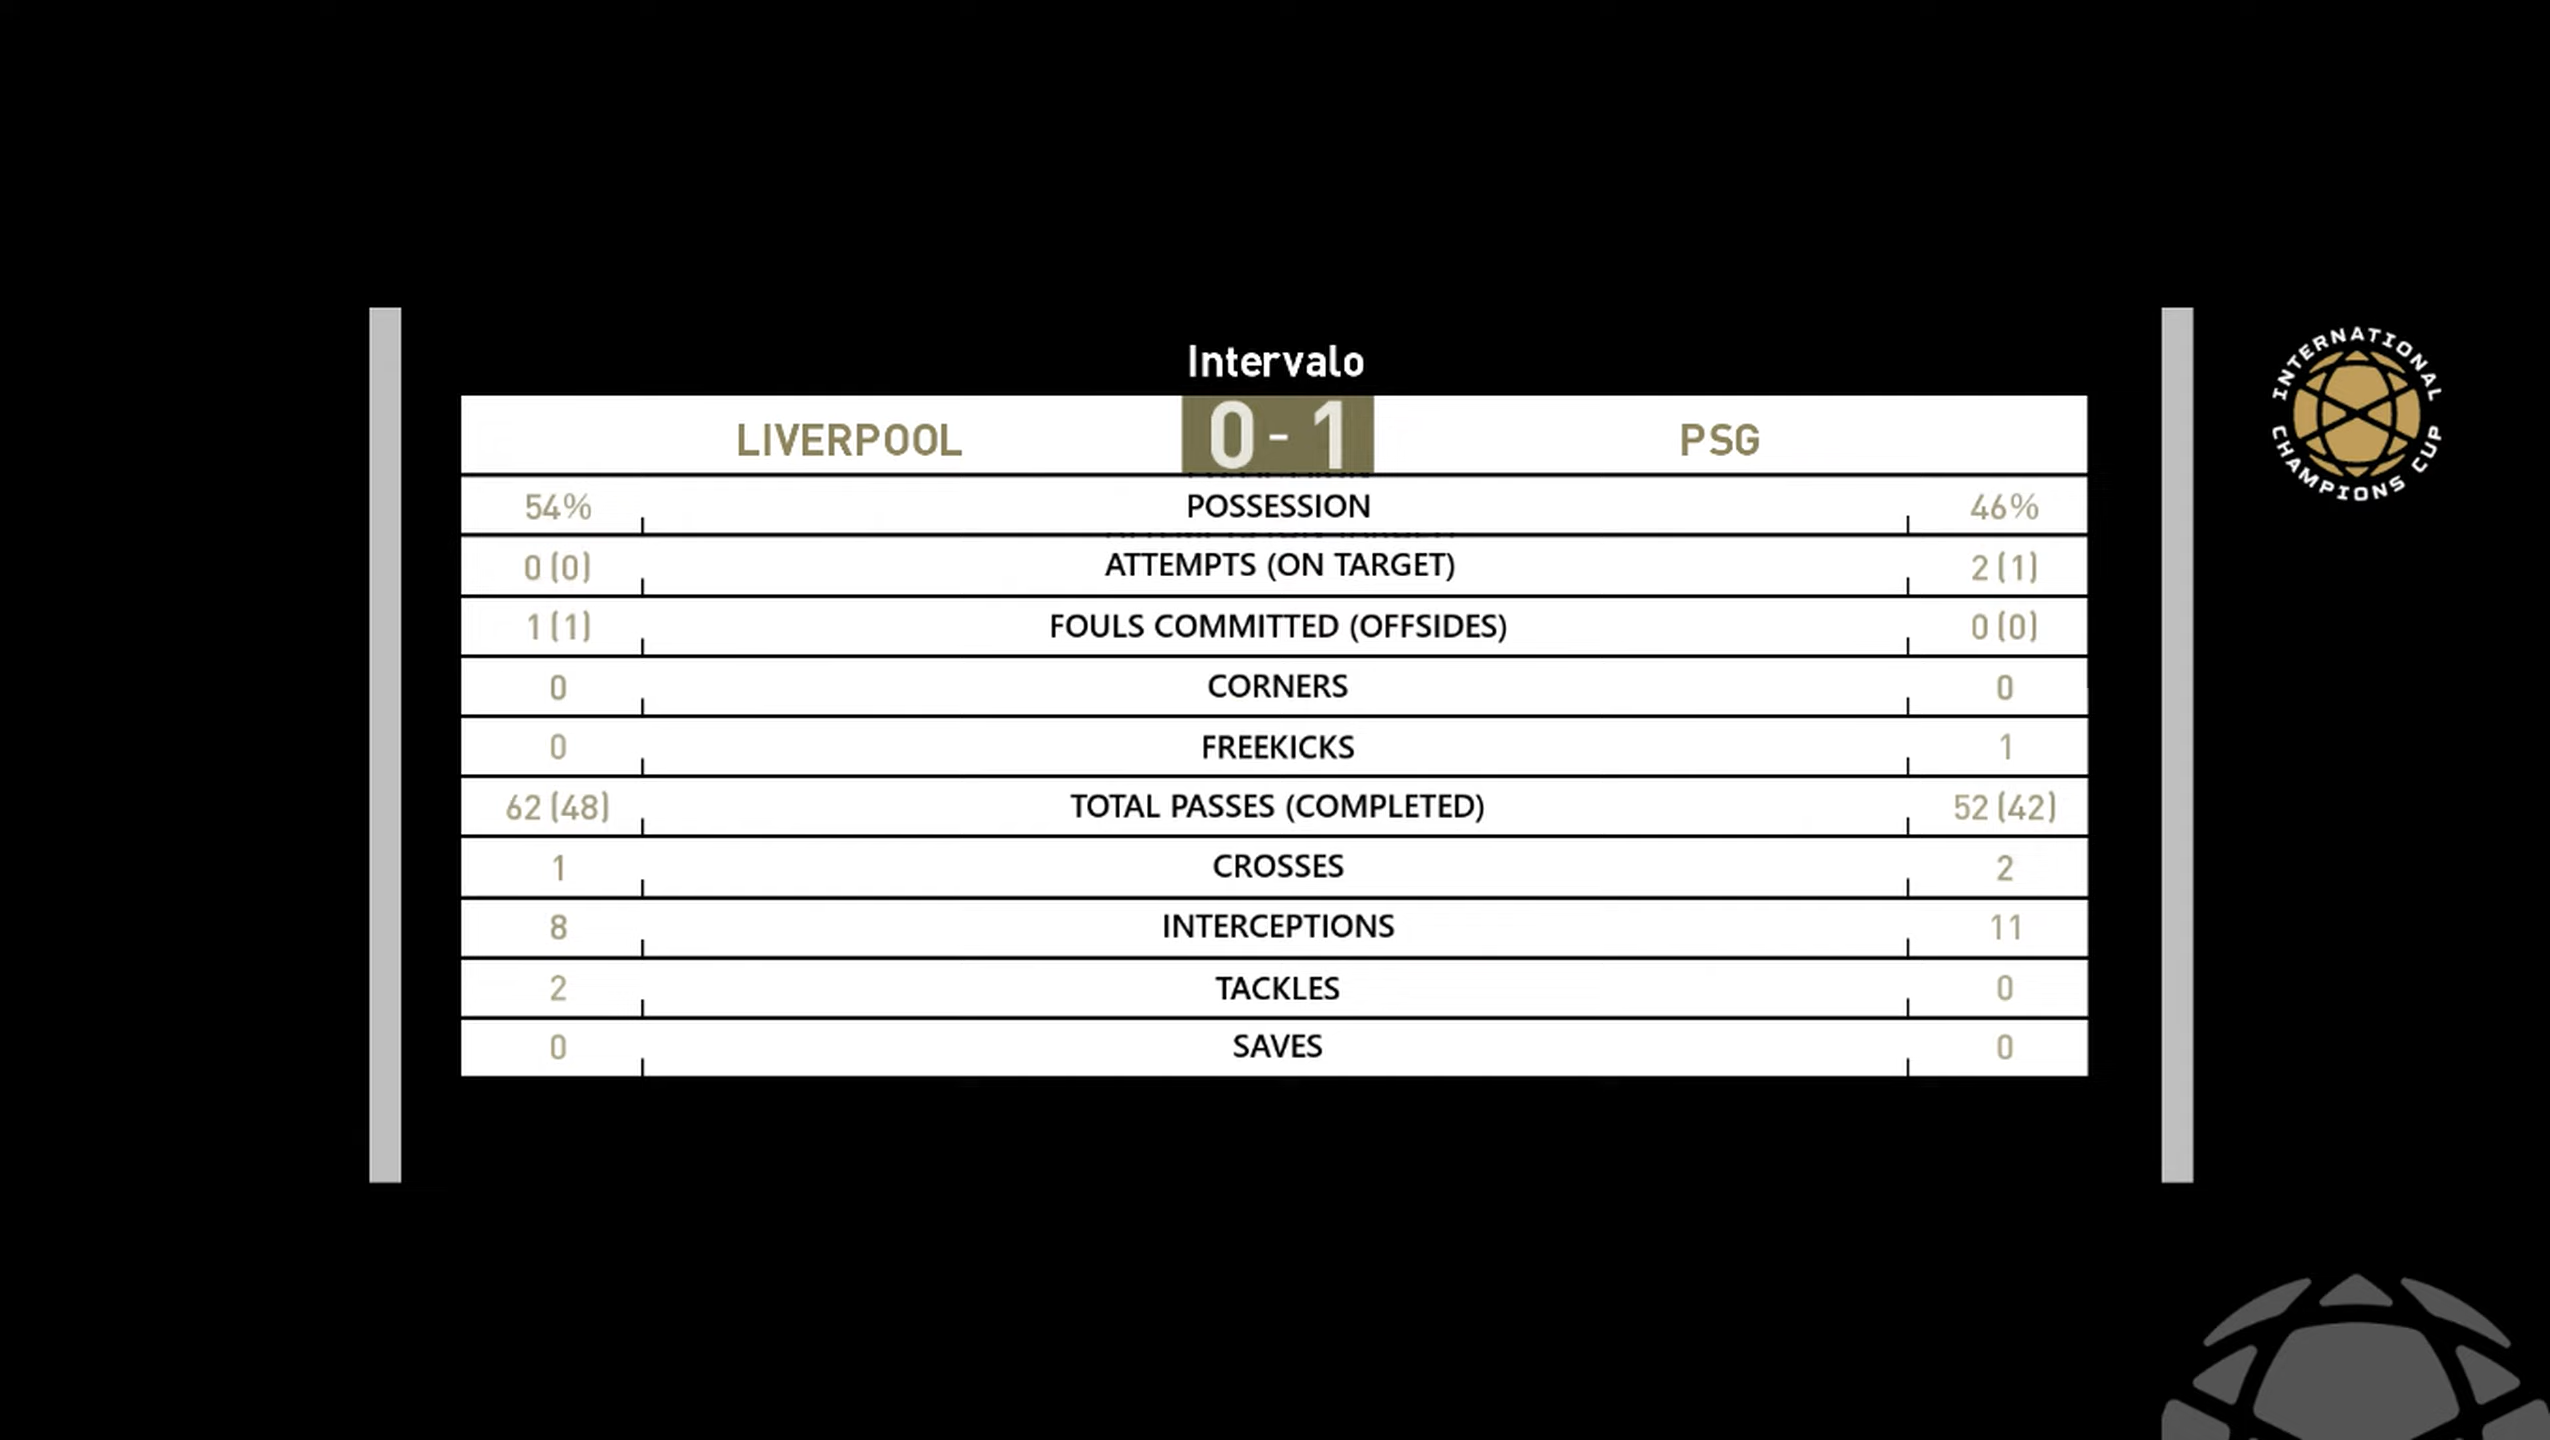 Intervalo
LIVERPOOL 0 - 1 PSG
54% POSSESSION 46%
0 (0) ATTEMPTS (ON TARGET) 2 (1)
1 (1) FOULS COMMITTED (OFFSIDES) 0 (0)
0 CORNERS 0
0 FREEKICKS 1
62 (48) TOTAL PASSES (COMPLETED) 52 (42)
1 CROSSES 2
8 INTERCEPTIONS 11
2 TACKLES 0
0 SAVES 0
INTERNATIONAL
CHAMPIONS CUP